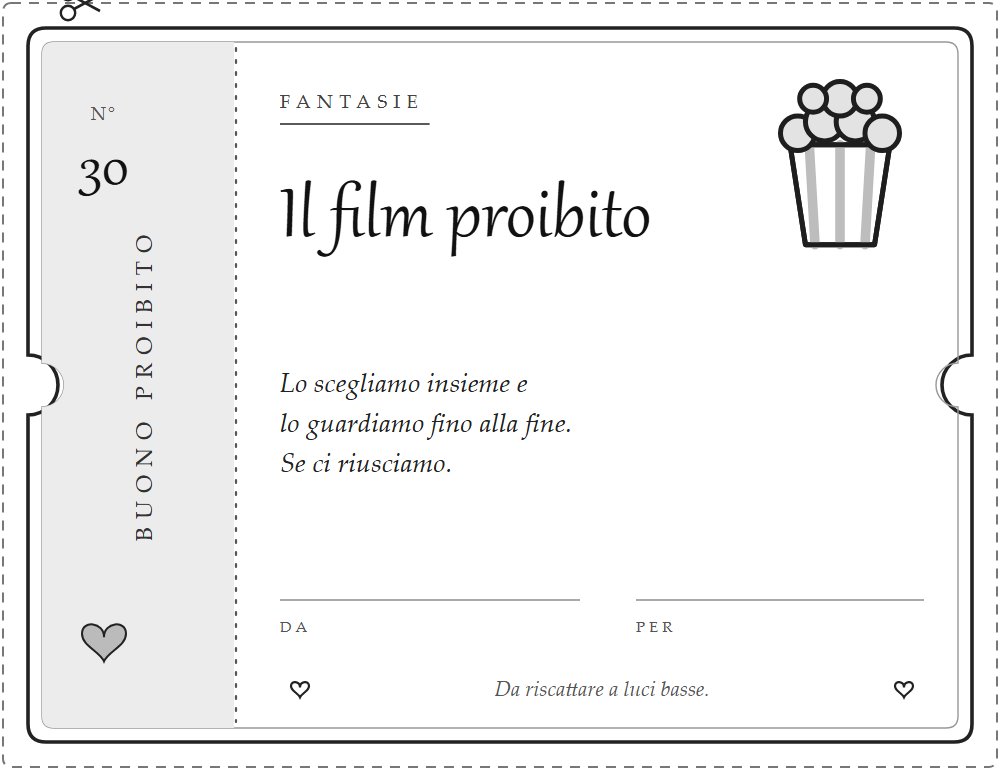 N°
30
BUONO PROIBITO
FANTASIE
Il film proibito
Lo scegliamo insieme e
lo guardiamo fino alla fine.
Se ci riusciamo.
DA
PER
Da riscattare a luci basse.